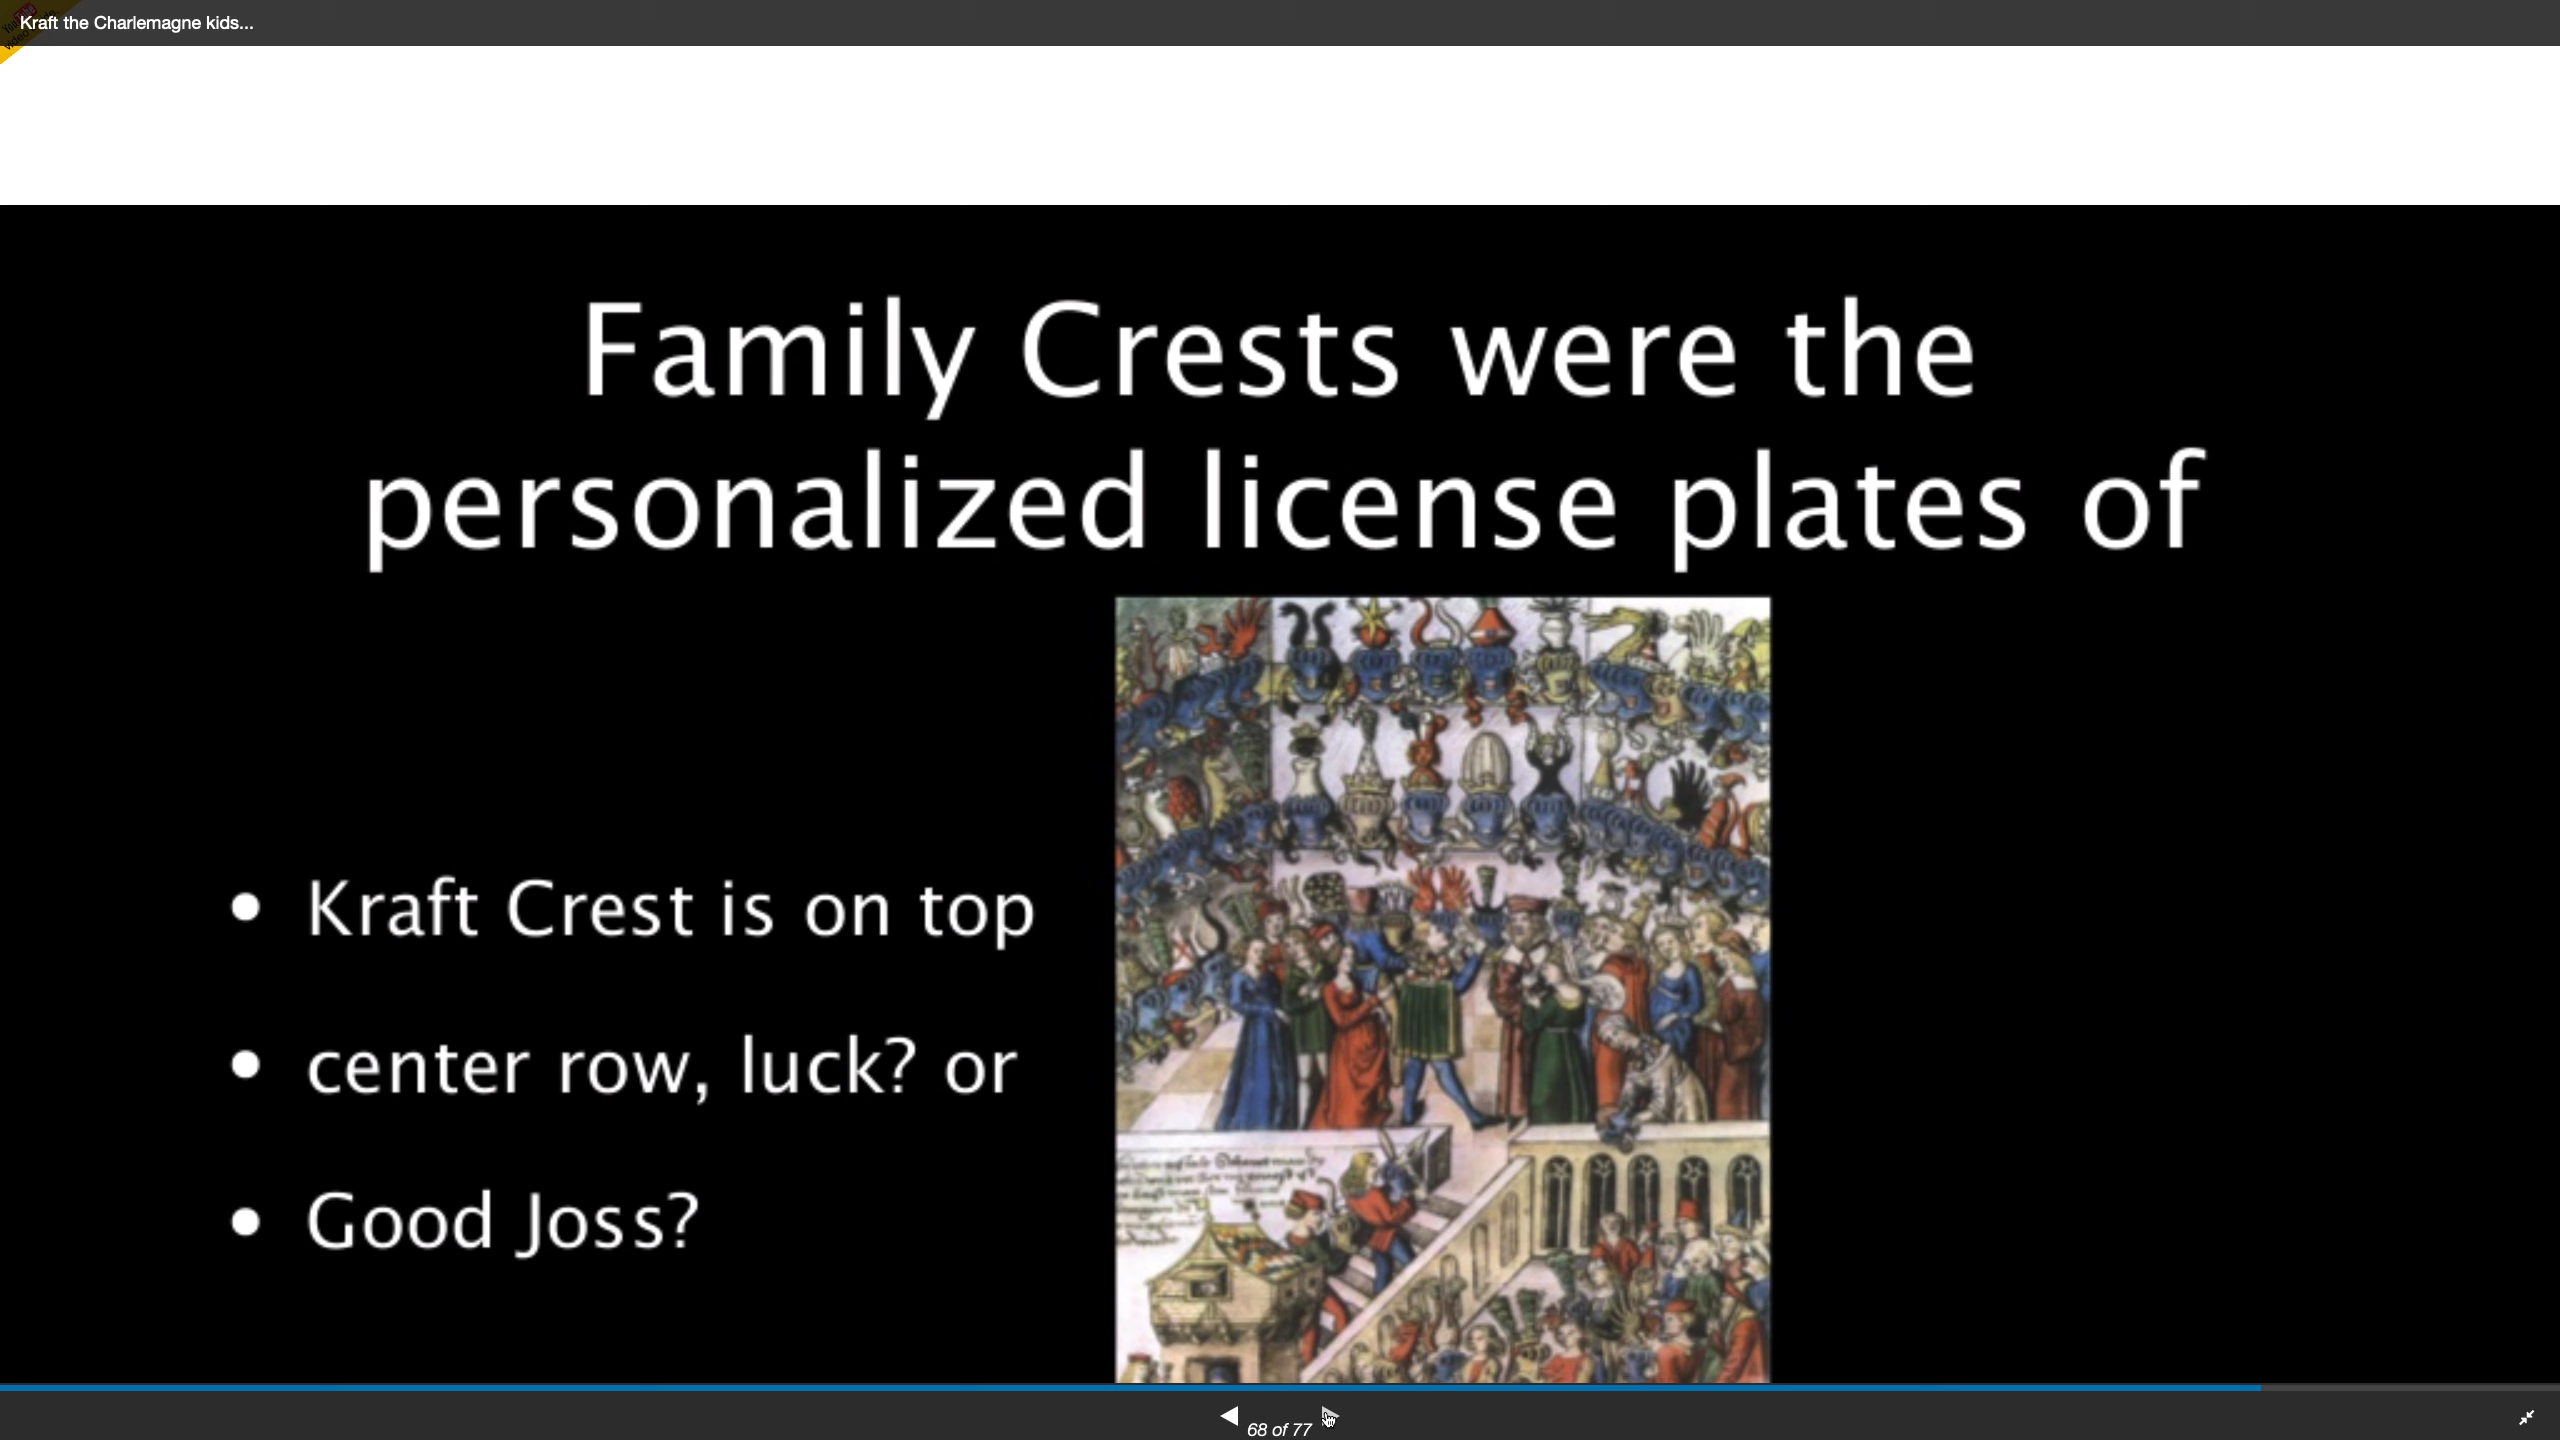 Kraft the Charlemagne kids...
Family Crests were the
personalized license plates of
• Kraft Crest is on top
• center row, luck? or
• Good Joss?
68 of 77